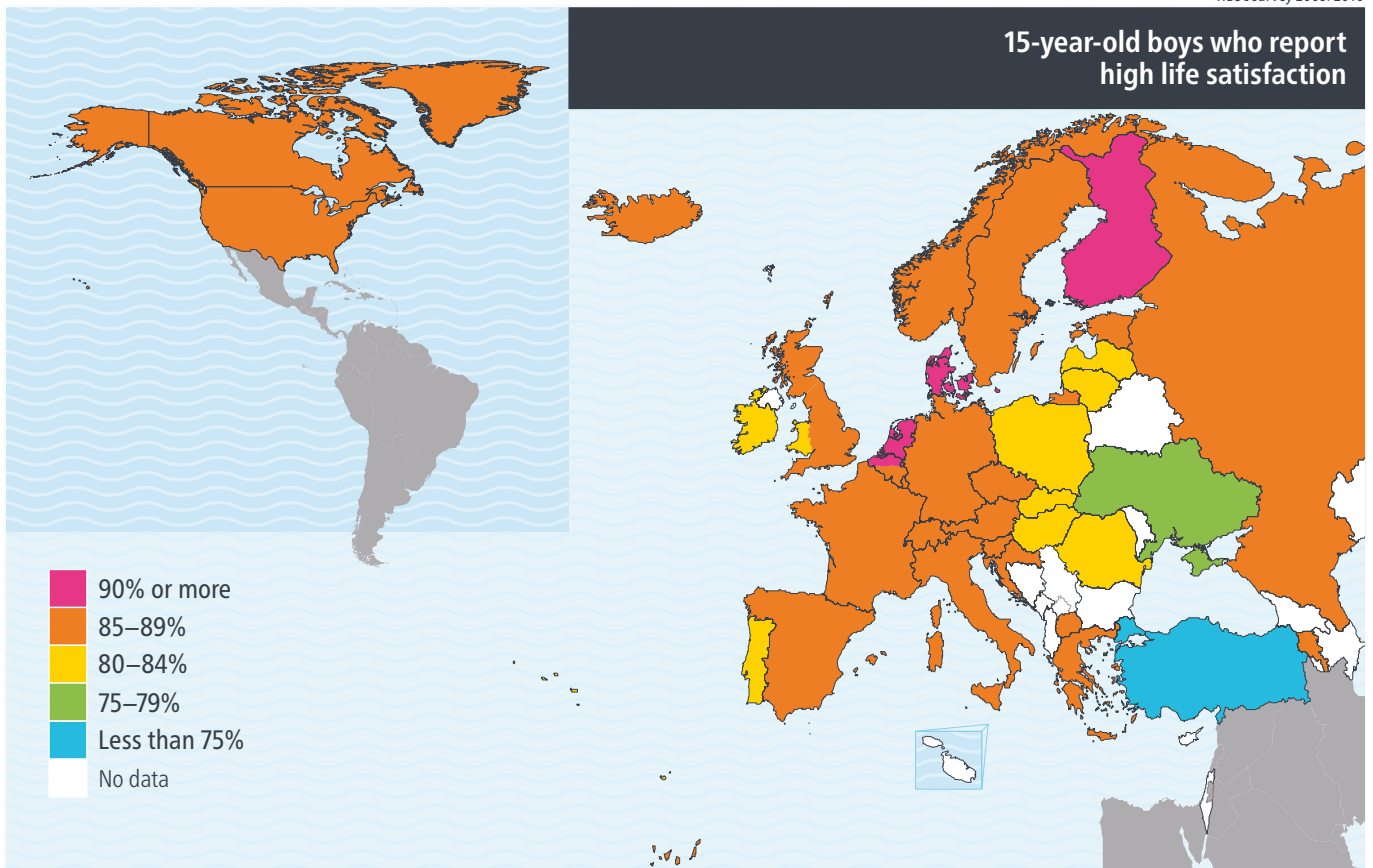 15-year-old boys who report
high life satisfaction
90% or more
85–89%
80–84%
75–79%
Less than 75%
No data